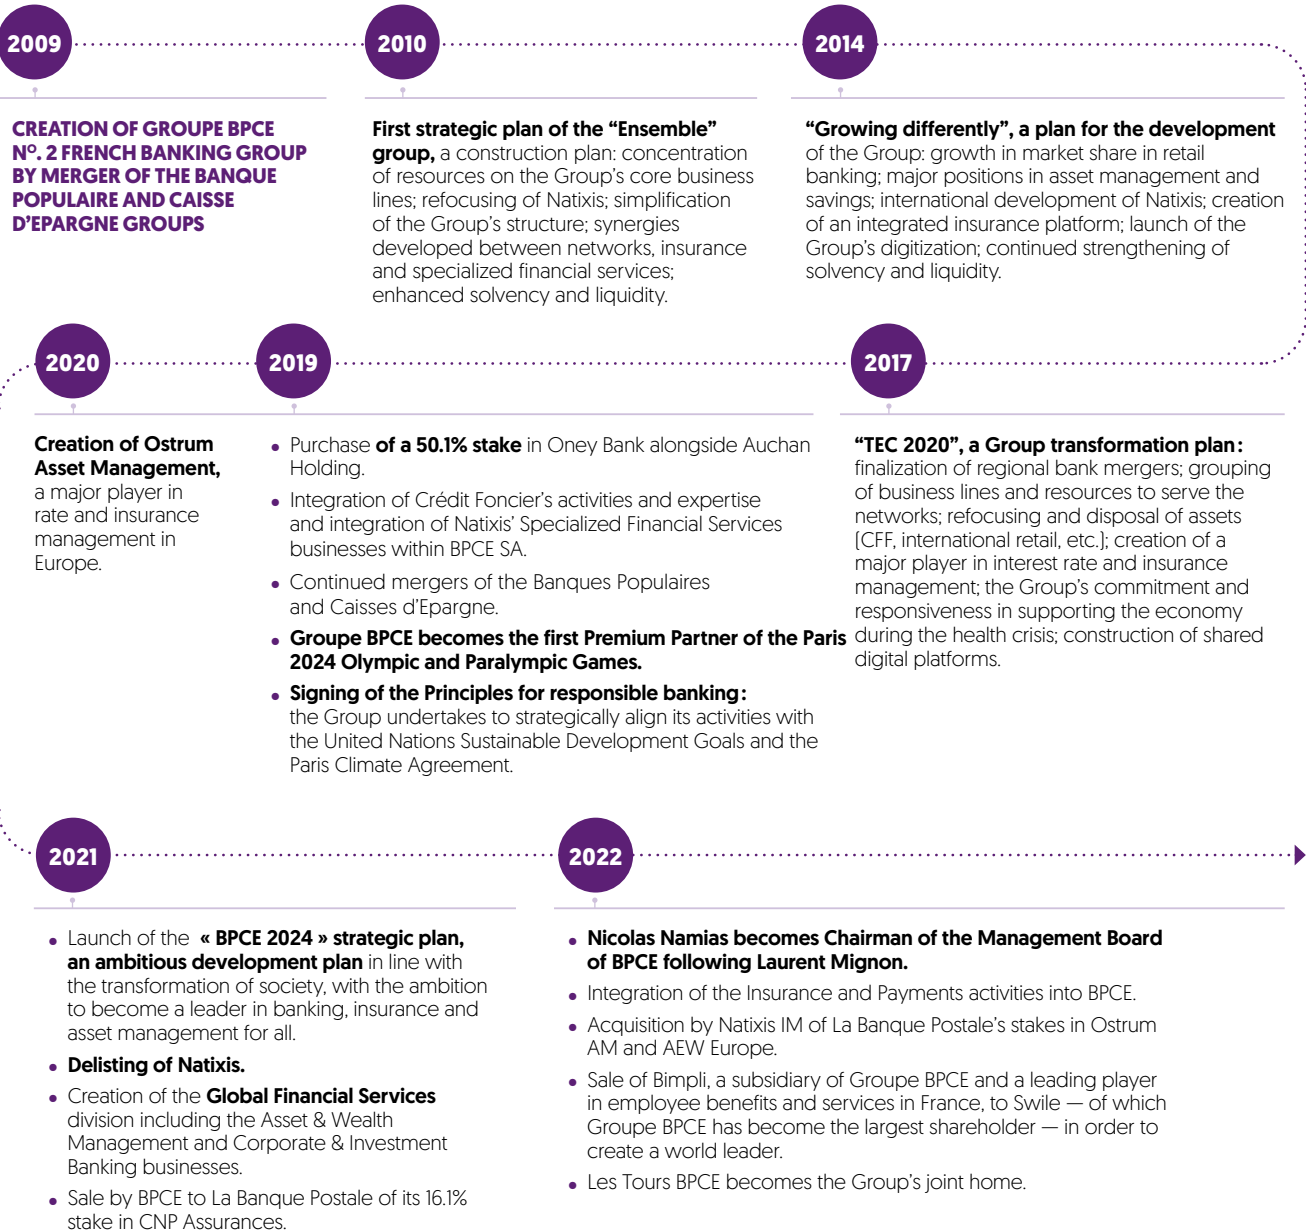 2009
CREATION OF GROUPE BPCE
Nº. 2 FRENCH BANKING GROUP
BY MERGER OF THE BANQUE
POPULAIRE AND CAISSE
D’EPARGNE GROUPS
2010
First strategic plan of the “Ensemble”
group, a construction plan: concentration
of resources on the Group’s core business
lines; refocusing of Natixis; simplification
of the Group’s structure; synergies
developed between networks, insurance
and specialized financial services;
enhanced solvency and liquidity.
2014
“Growing differently”, a plan for the development
of the Group: growth in market share in retail
banking; major positions in asset management and
savings; international development of Natixis; creation
of an integrated insurance platform; launch of the
Group’s digitization; continued strengthening of
solvency and liquidity.
2017
“TEC 2020”, a Group transformation plan:
finalization of regional bank mergers; grouping
of business lines and resources to serve the
networks; refocusing and disposal of assets
(CFF, international retail, etc.); creation of a
major player in interest rate and insurance
management; the Group’s commitment and
responsiveness in supporting the economy
during the health crisis; construction of shared
digital platforms.
2019
• Purchase of a 50.1% stake in Oney Bank alongside Auchan
Holding.
• Integration of Crédit Foncier’s activities and expertise
and integration of Natixis’ Specialized Financial Services
businesses within BPCE SA.
• Continued mergers of the Banques Populaires
and Caisses d’Epargne.
• Groupe BPCE becomes the first Premium Partner of the Paris
2024 Olympic and Paralympic Games.
• Signing of the Principles for responsible banking:
the Group undertakes to strategically align its activities with
the United Nations Sustainable Development Goals and the
Paris Climate Agreement.
2020
Creation of Ostrum
Asset Management,
a major player in
rate and insurance
management in
Europe.
2021
• Launch of the « BPCE 2024 » strategic plan,
an ambitious development plan in line with
the transformation of society, with the ambition
to become a leader in banking, insurance and
asset management for all.
• Delisting of Natixis.
• Creation of the Global Financial Services
division including the Asset & Wealth
Management and Corporate & Investment
Banking businesses.
• Sale by BPCE to La Banque Postale of its 16.1%
stake in CNP Assurances.
2022
• Nicolas Namias becomes Chairman of the Management Board
of BPCE following Laurent Mignon.
• Integration of the Insurance and Payments activities into BPCE.
• Acquisition by Natixis IM of La Banque Postale’s stakes in Ostrum
AM and AEW Europe.
• Sale of Bimpli, a subsidiary of Groupe BPCE and a leading player
in employee benefits and services in France, to Swile — of which
Groupe BPCE has become the largest shareholder — in order to
create a world leader.
• Les Tours BPCE becomes the Group’s joint home.